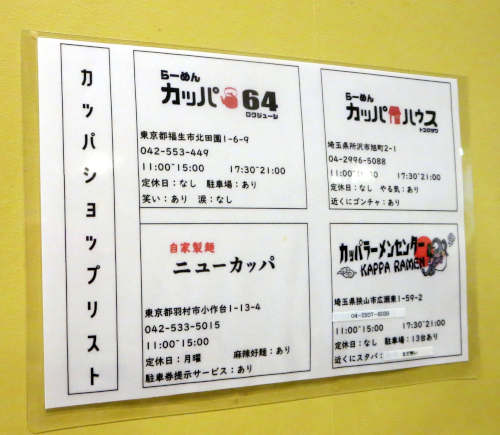 カッパショップリスト
らーめん
カッパ64
ロクジューシ
東京都福生市北田園1-6-9
042-553-449
11:00~15:00 17:30~21:00
定休日：なし 駐車場：あり
笑い：あり 涙：なし
らーめん
カッパハウス
トコロザワ
埼玉県所沢市旭町2-1
04-2996-5088
17:30~21:00
定休日：なし やる気：あり
近くにゴンチャ：あり
自家製麺
ニューカッパ
東京都羽村市小作台1-13-4
042-533-5015
11:00~15:00
定休日：月曜 麻辣好麺：あり
駐車券提示サービス：あり
カッパラーメンセンター
KAPPA RAMEN
埼玉県狭山市広瀬東1-59-2
11:00~15:00 17:30~21:00
定休日：なし 駐車場：13台あり
近くにスタバ：